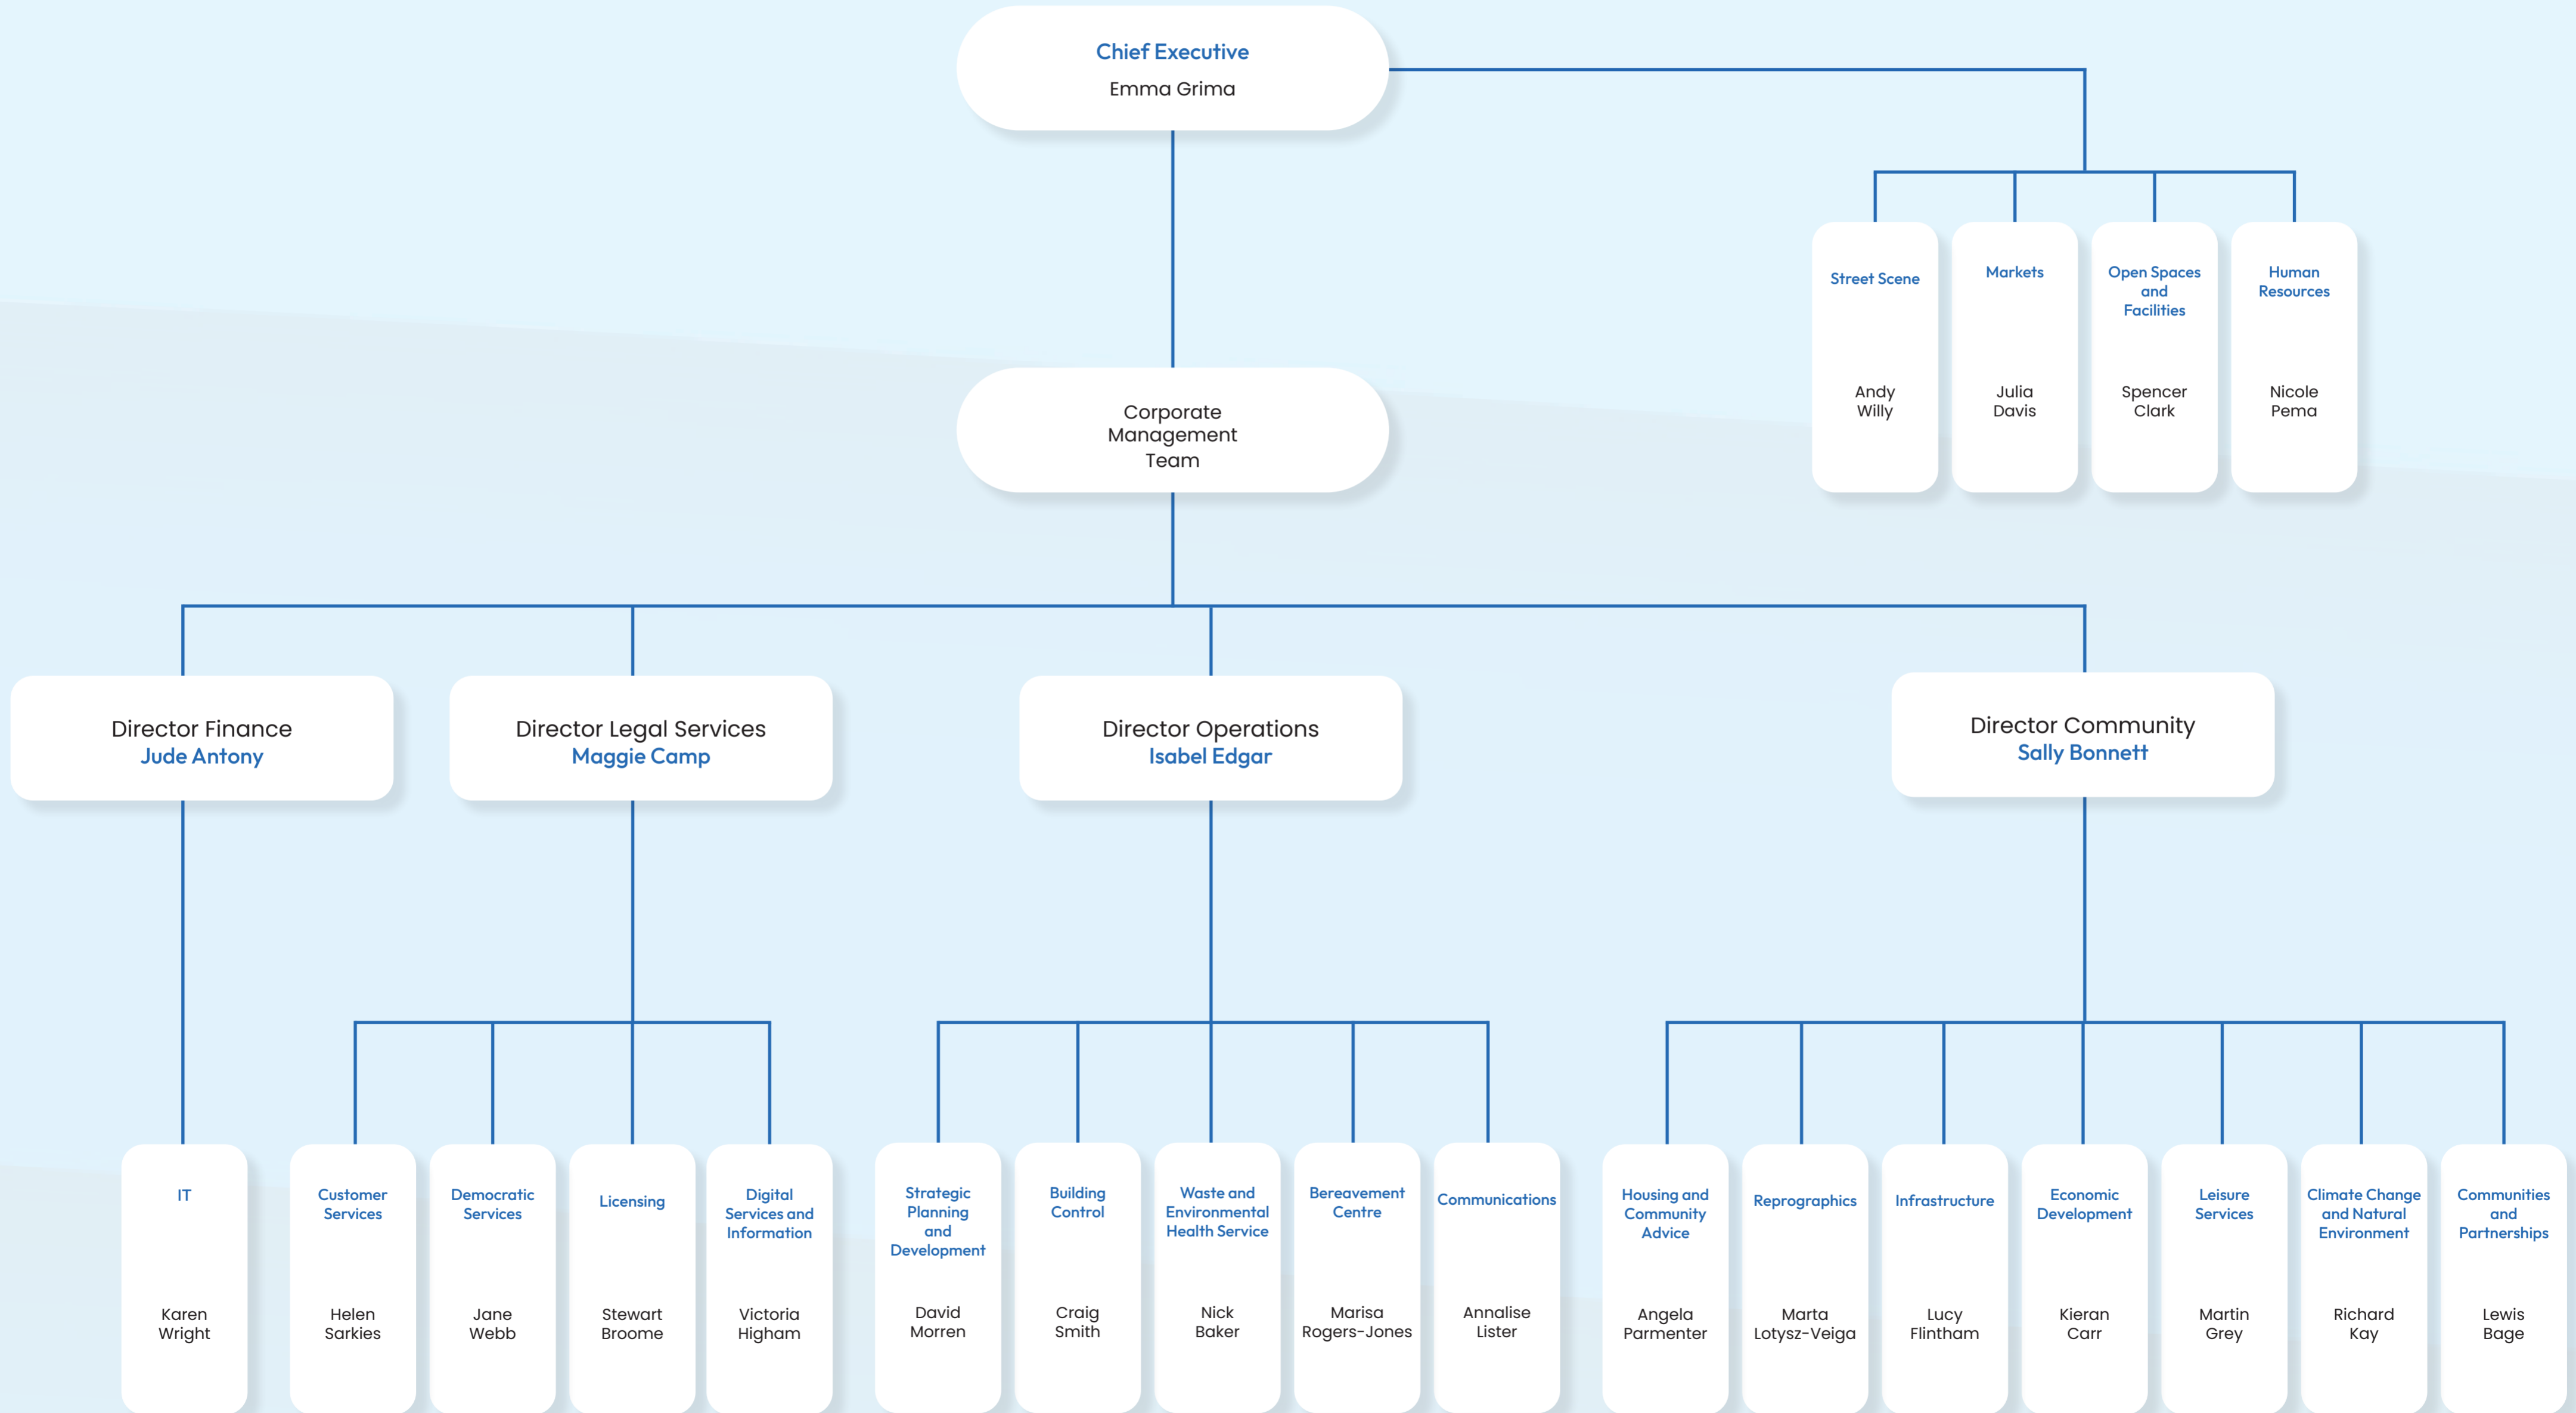 Chief Executive
Emma Grima
Street Scene
Andy
Willy
Markets
Julia
Davis
Open Spaces
and
Facilities
Spencer
Clark
Human
Resources
Nicole
Pema
Corporate
Management
Team
Director Finance
Jude Antony
Director Legal Services
Maggie Camp
Director Operations
Isabel Edgar
Director Community
Sally Bonnett
IT
Karen
Wright
Customer
Services
Helen
Sarkies
Democratic
Services
Jane
Webb
Licensing
Stewart
Broome
Digital
Services and
Information
Victoria
Higham
Strategic
Planning
and
Development
David
Morren
Building
Control
Craig
Smith
Waste and
Environmental
Health Service
Nick
Baker
Bereavement
Centre
Marisa
Rogers-Jones
Communications
Annalise
Lister
Housing and
Community
Advice
Angela
Parmenter
Reprographics
Marta
Lotysz-Veiga
Infrastructure
Lucy
Flintham
Economic
Development
Kieran
Carr
Leisure
Services
Martin
Grey
Climate Change
and Natural
Environment
Richard
Kay
Communities
and
Partnerships
Lewis
Bage